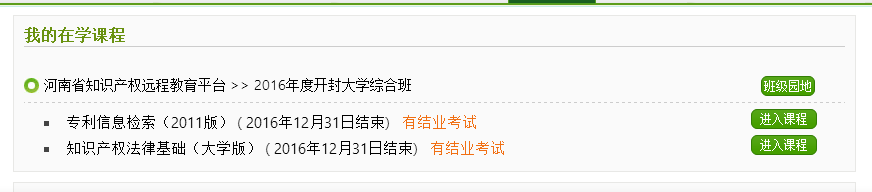 我的在学课程
河南省知识产权远程教育平台 >> 2016年度开封大学综合班 班级园地
专利信息检索（2011版） ( 2016年12月31日结束) 有结业考试 进入课程
知识产权法律基础（大学版） ( 2016年12月31日结束) 有结业考试 进入课程